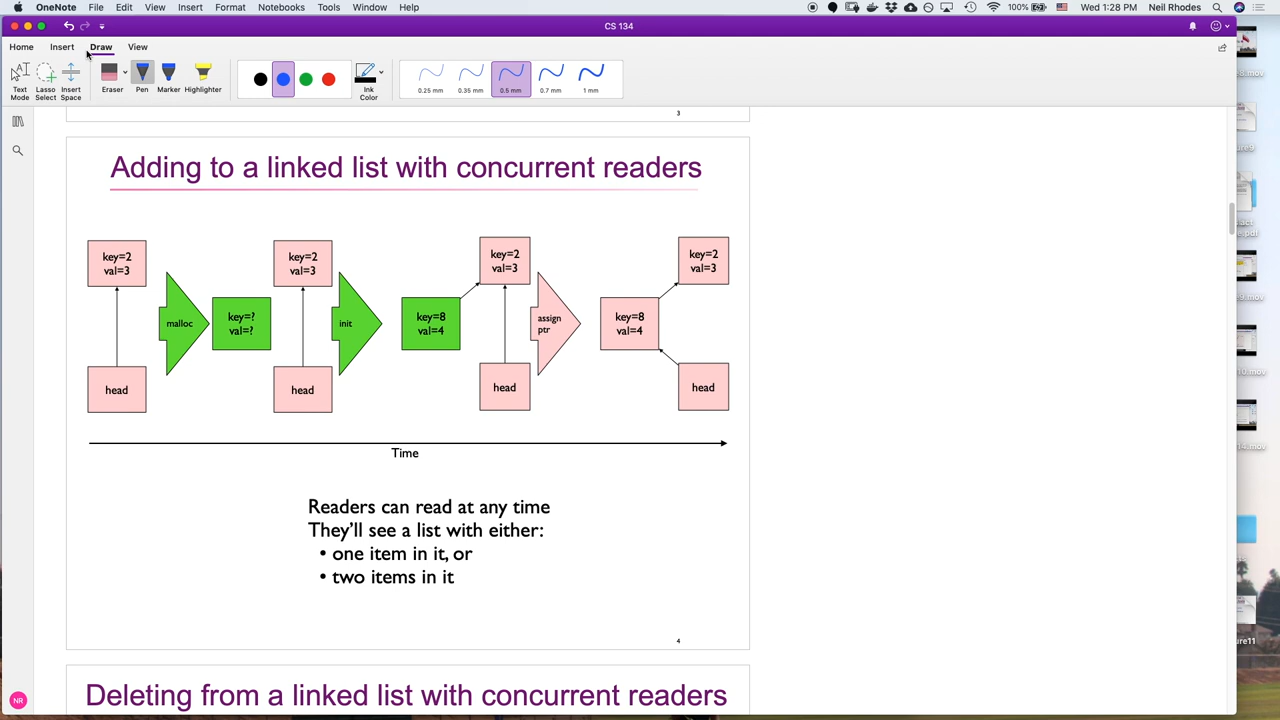 OneNote File Edit View Insert Format Notebooks Tools Window Help 100% Wed 1:28 PM Neil Rhodes
CS 134
Home Insert Draw View
Text Mode
Lasso Select
Insert Space
Eraser
Pen
Marker
Highlighter
Ink Color
0.25 mm
0.35 mm
0.5 mm
0.7 mm
1 mm
3
Adding to a linked list with concurrent readers
key=2
val=3
head
malloc
key=?
val=?
key=2
val=3
head
init
key=8
val=4
key=2
val=3
head
assign
ptr
key=8
val=4
key=2
val=3
head
Time
Readers can read at any time
They'll see a list with either:
• one item in it, or
• two items in it
4
Deleting from a linked list with concurrent readers
NR